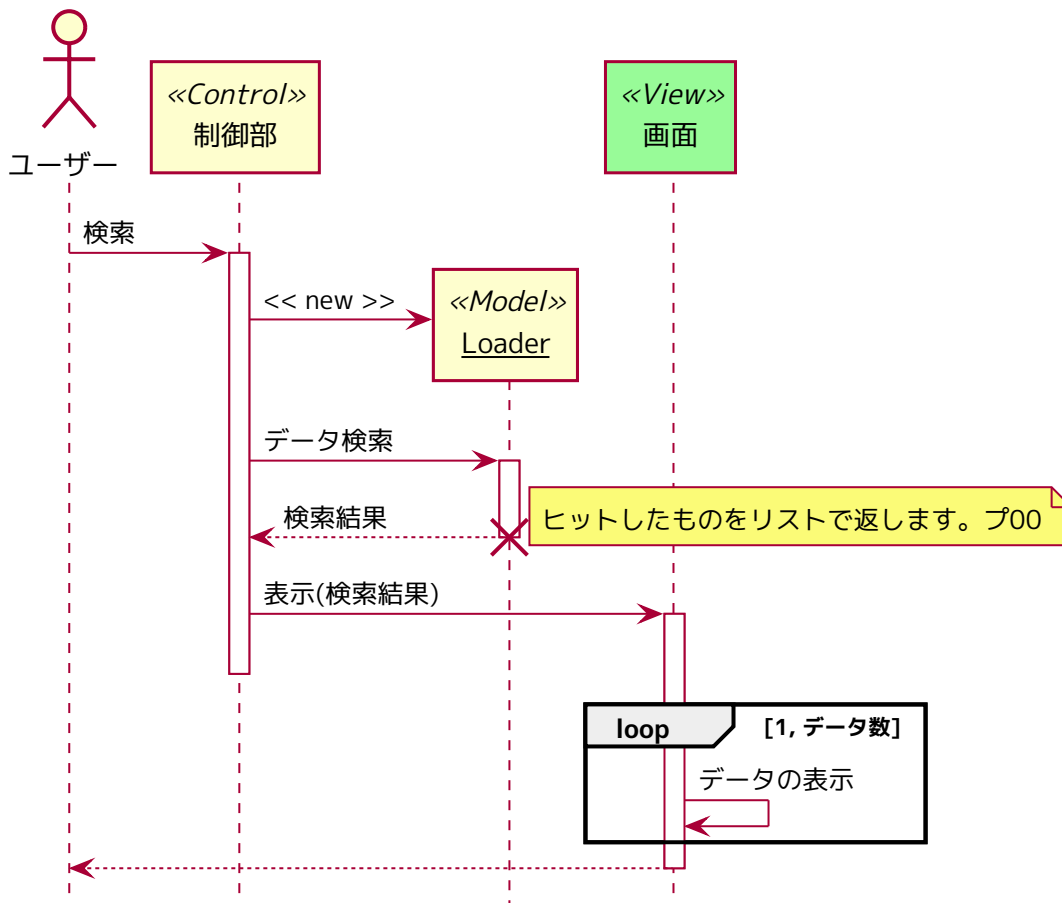 «Control»
制御部
«View»
画面
ユーザー
検索
<< new >>
«Model»
Loader
データ検索
検索結果
ヒットしたものをリストで返します。プ00
表示(検索結果)
loop
[1, データ数]
データの表示